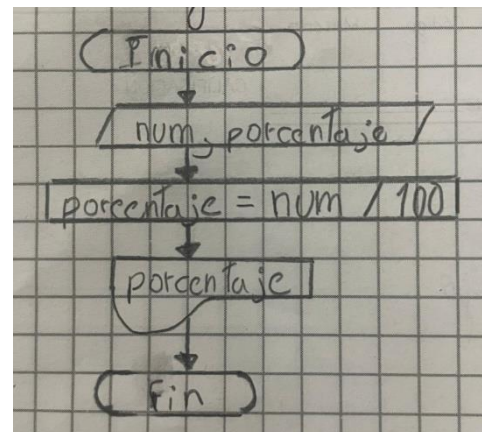 Inicio
num, porcentaje
porcentaje = num / 100
porcentaje
Fin